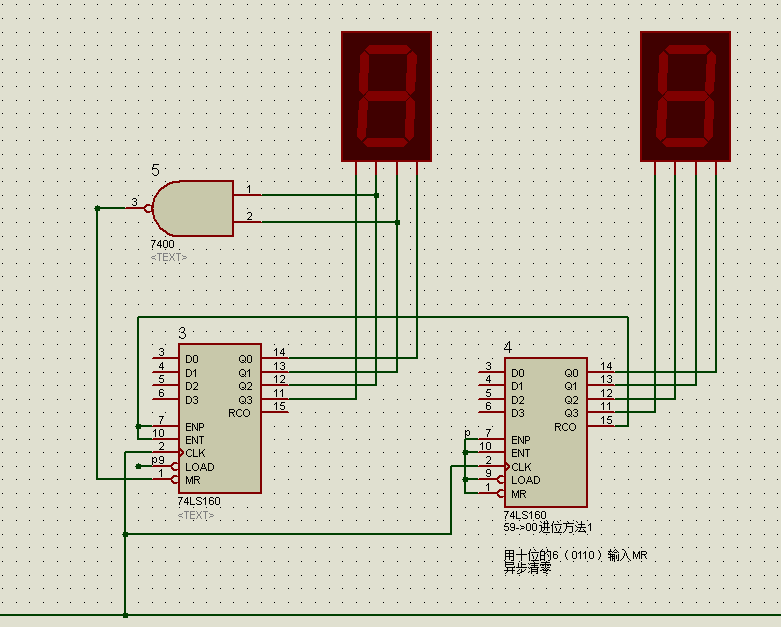 5
1
3
2
7400
<TEXT>
3
3 D0 Q0 14
4 D1 Q1 13
5 D2 Q2 12
6 D3 Q3 11
RCO 15
7 ENP
10 ENT
2 CLK
p9 LOAD
1 MR
74LS160
<TEXT>
4
3 D0 Q0 14
4 D1 Q1 13
5 D2 Q2 12
6 D3 Q3 11
RCO 15
p 7 ENP
10 ENT
2 CLK
9 LOAD
1 MR
74LS160
59->00进位方法1
用十位的6（0110）输入MR
异步清零